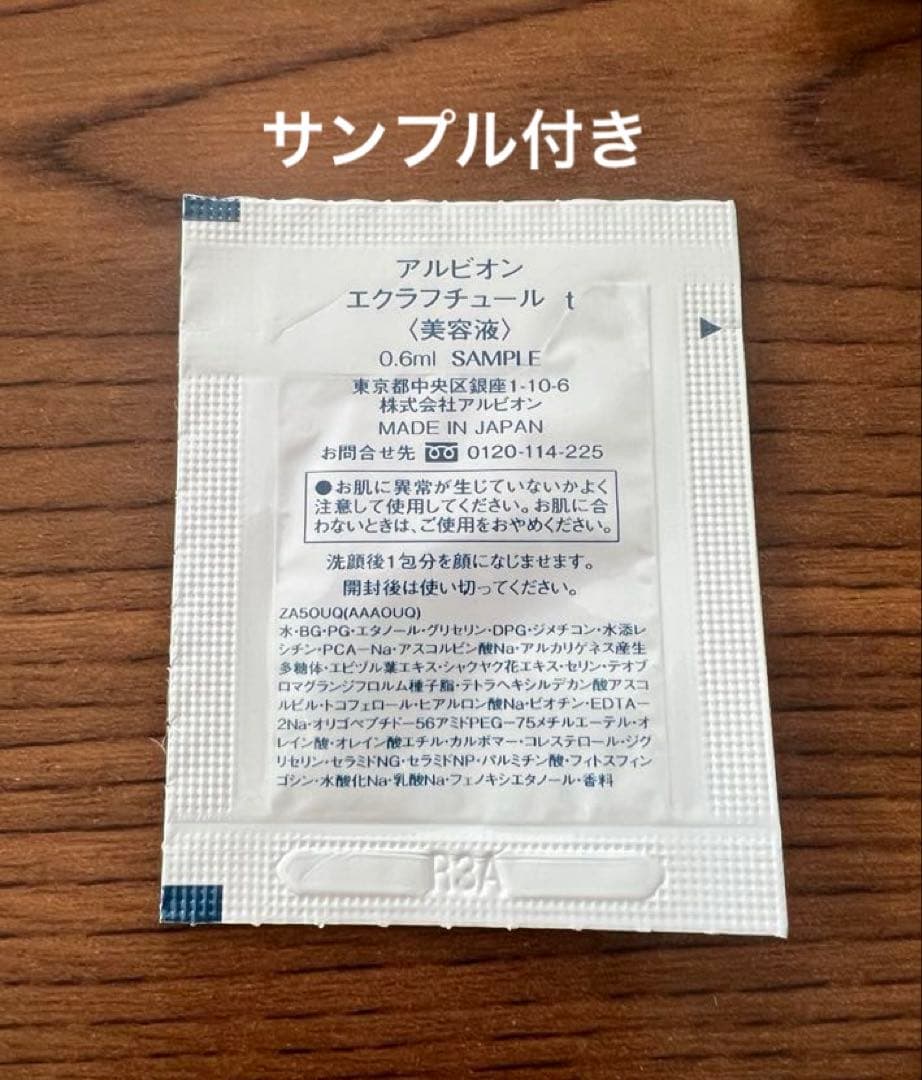 サンプル付き
アルビオン
エクラフチュール t
〈美容液〉
0.6ml SAMPLE
東京都中央区銀座1-10-6
株式会社アルビオン
MADE IN JAPAN
お問合せ先 0120-114-225
●お肌に異常が生じていないかよく
注意して使用してください。お肌に合
わないときは、ご使用をおやめください。
洗顔後1包分を顔になじませます。
開封後は使い切ってください。
ZA50UQ(AAA0UQ)
水・BG・PG・エタノール・グリセリン・DPG・ジメチコン・水添レ
シチン・PCA-Na・アスコルビン酸Na・アルカリゲネス産生
多糖体・エピゾル葉エキス・シャクヤク花エキス・セリン・テオブ
ロマグランジフロルム種子脂・テトラヘキシルデカン酸アスコ
ルビル・トコフェロール・ヒアルロン酸Na・ビオチン・EDTA-
2Na・オリゴペプチド-56アミドPEG-75メチルエーテル・オ
レイン酸・オレイン酸エチル・カルボマー・コレステロール・ジグ
リセリン・セラミドNG・セラミドNP・パルミチン酸・フィトスフィン
ゴシン・水酸化Na・乳酸Na・フェノキシエタノール・香料